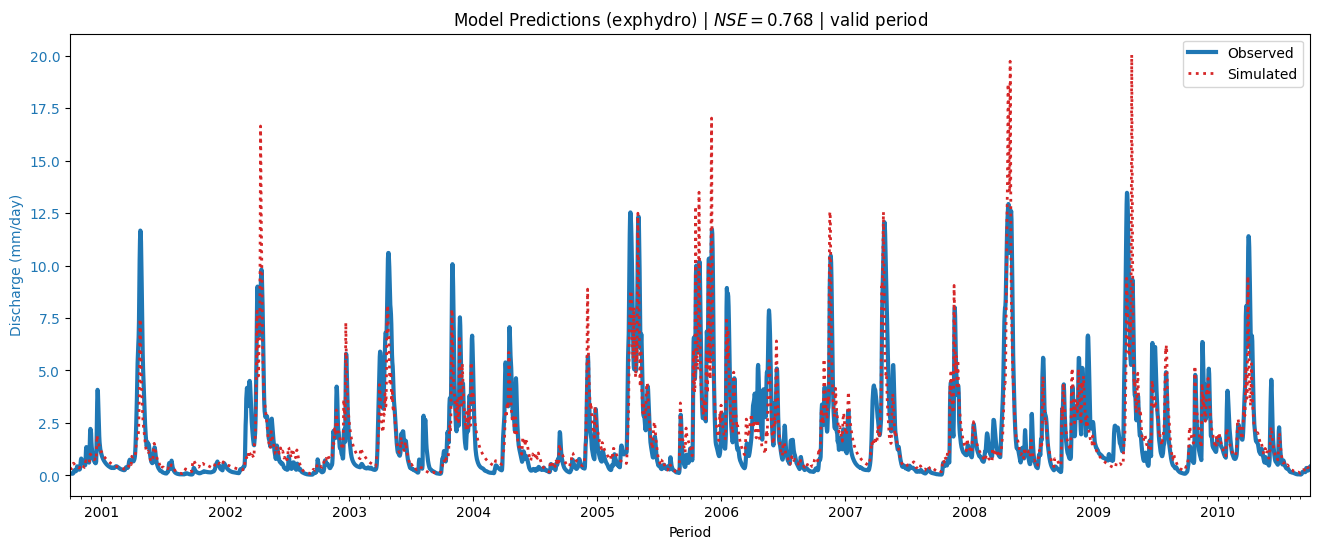 Model Predictions (exphydro) | NSE = 0.768 | valid period
20.0
17.5
15.0
12.5
10.0
7.5
5.0
2.5
0.0
Discharge (mm/day)
Observed
Simulated
2001 2002 2003 2004 2005 2006 2007 2008 2009 2010
Period